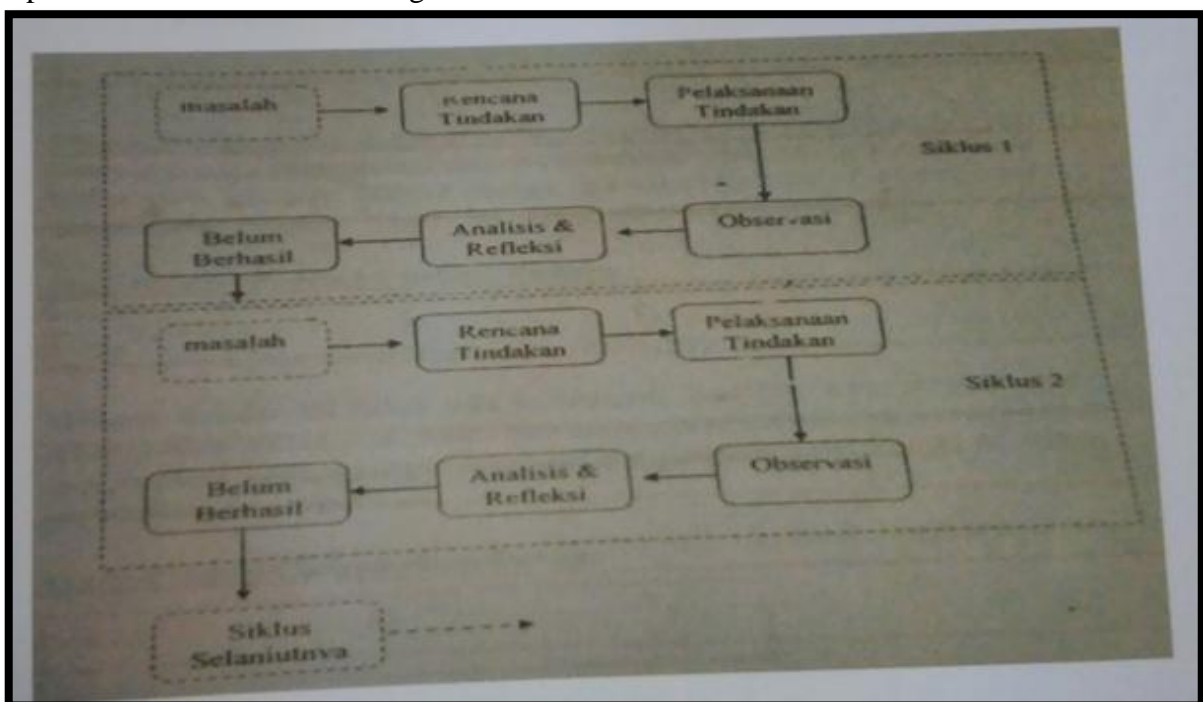 masalah
Rencana
Tindakan
Pelaksanaan
Tindakan
Siklus 1
Observasi
Analisis &
Refleksi
Belum
Berhasil
masalah
Rencana
Tindakan
Pelaksanaan
Tindakan
Siklus 2
Observasi
Analisis &
Refleksi
Belum
Berhasil
Siklus
Selanjutnya